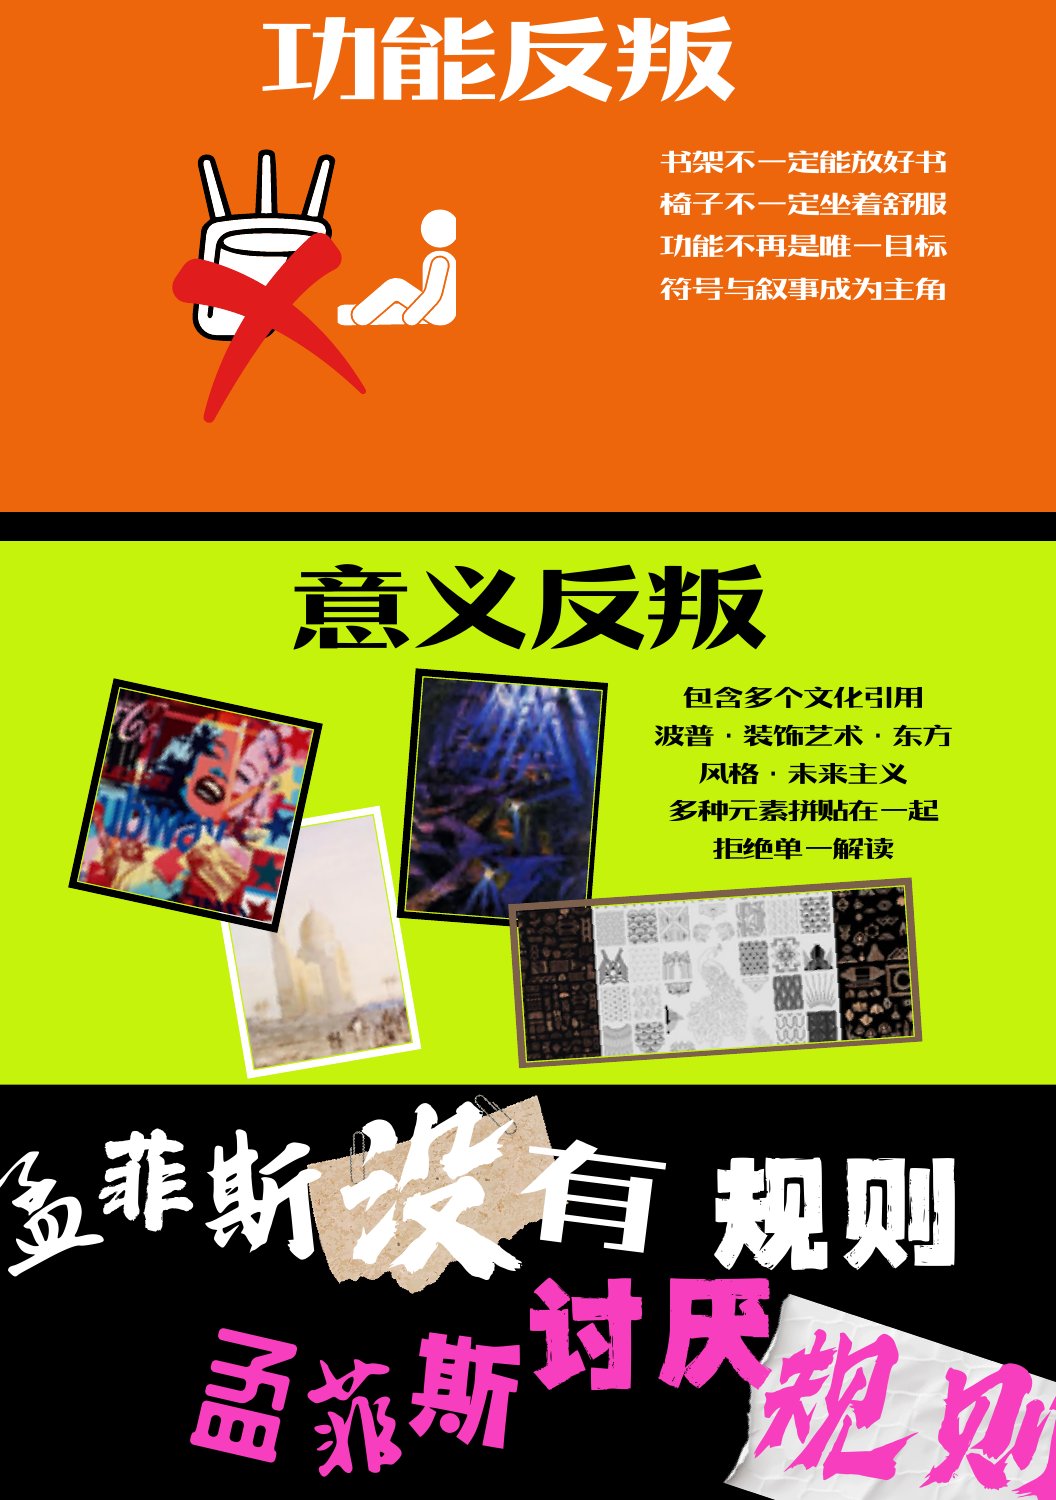 功能反叛
书架不一定能放好书
椅子不一定坐着舒服
功能不再是唯一目标
符号与叙事成为主角
意义反叛
包含多个文化引用
波普·装饰艺术·东方
风格·未来主义
多种元素拼贴在一起
拒绝单一解读
ubway
孟菲斯没有规则
孟菲斯讨厌规则